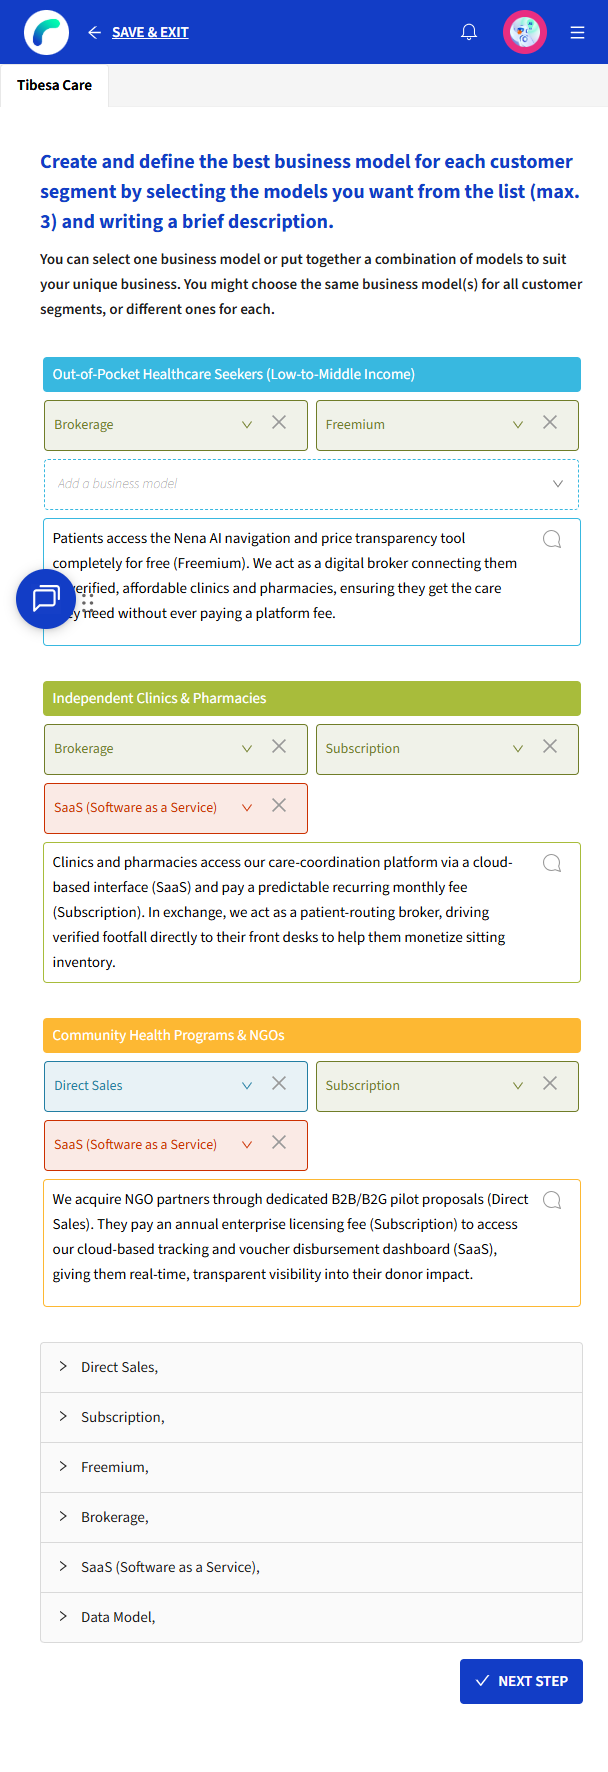 SAVE & EXIT
Tibesa Care
Create and define the best business model for each customer
segment by selecting the models you want from the list (max.
3) and writing a brief description.
You can select one business model or put together a combination of models to suit
your unique business. You might choose the same business model(s) for all customer
segments, or different ones for each.
Out-of-Pocket Healthcare Seekers (Low-to-Middle Income)
Brokerage
Freemium
Add a business model
Patients access the Nena AI navigation and price transparency tool
completely for free (Freemium). We act as a digital broker connecting them
verified, affordable clinics and pharmacies, ensuring they get the care
need without ever paying a platform fee.
Independent Clinics & Pharmacies
Brokerage
Subscription
SaaS (Software as a Service)
Clinics and pharmacies access our care-coordination platform via a cloud-
based interface (SaaS) and pay a predictable recurring monthly fee
(Subscription). In exchange, we act as a patient-routing broker, driving
verified footfall directly to their front desks to help them monetize sitting
inventory.
Community Health Programs & NGOs
Direct Sales
Subscription
SaaS (Software as a Service)
We acquire NGO partners through dedicated B2B/B2G pilot proposals (Direct
Sales). They pay an annual enterprise licensing fee (Subscription) to access
our cloud-based tracking and voucher disbursement dashboard (SaaS),
giving them real-time, transparent visibility into their donor impact.
Direct Sales,
Subscription,
Freemium,
Brokerage,
SaaS (Software as a Service),
Data Model,
NEXT STEP